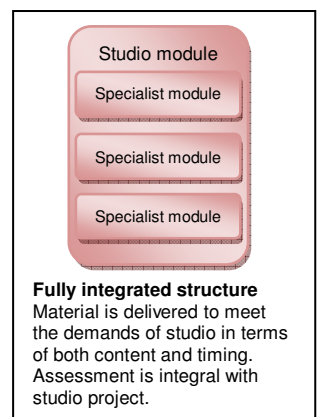 Studio module
Specialist module
Specialist module
Specialist module
Fully integrated structure
Material is delivered to meet
the demands of studio in terms
of both content and timing.
Assessment is integral with
studio project.